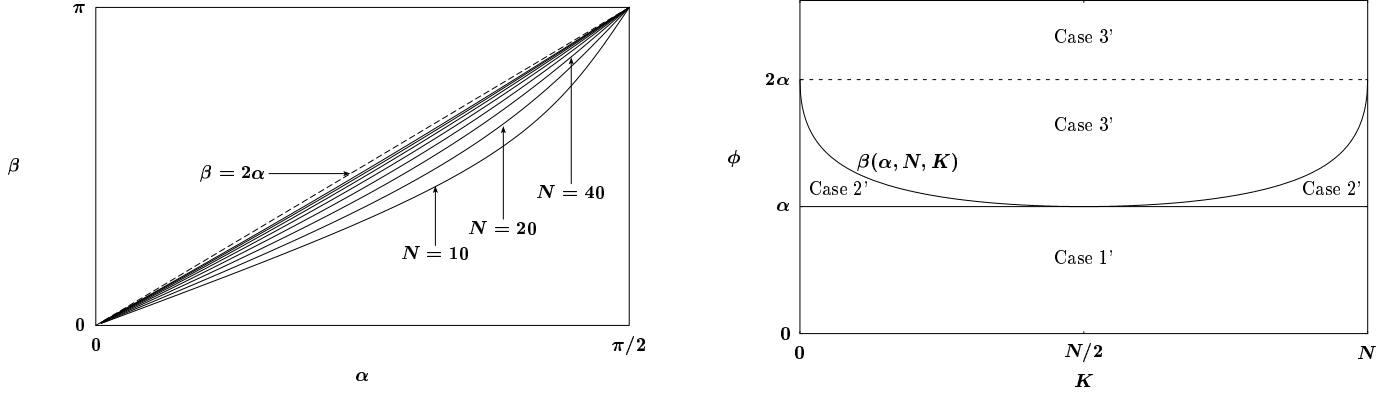 π
β
β = 2α
N = 40
N = 20
N = 10
0
0
π/2
α
Case 3'
2α
Case 3'
ϕ
β(α, N, K)
Case 2'
Case 2'
α
Case 1'
0
0
N/2
N
K